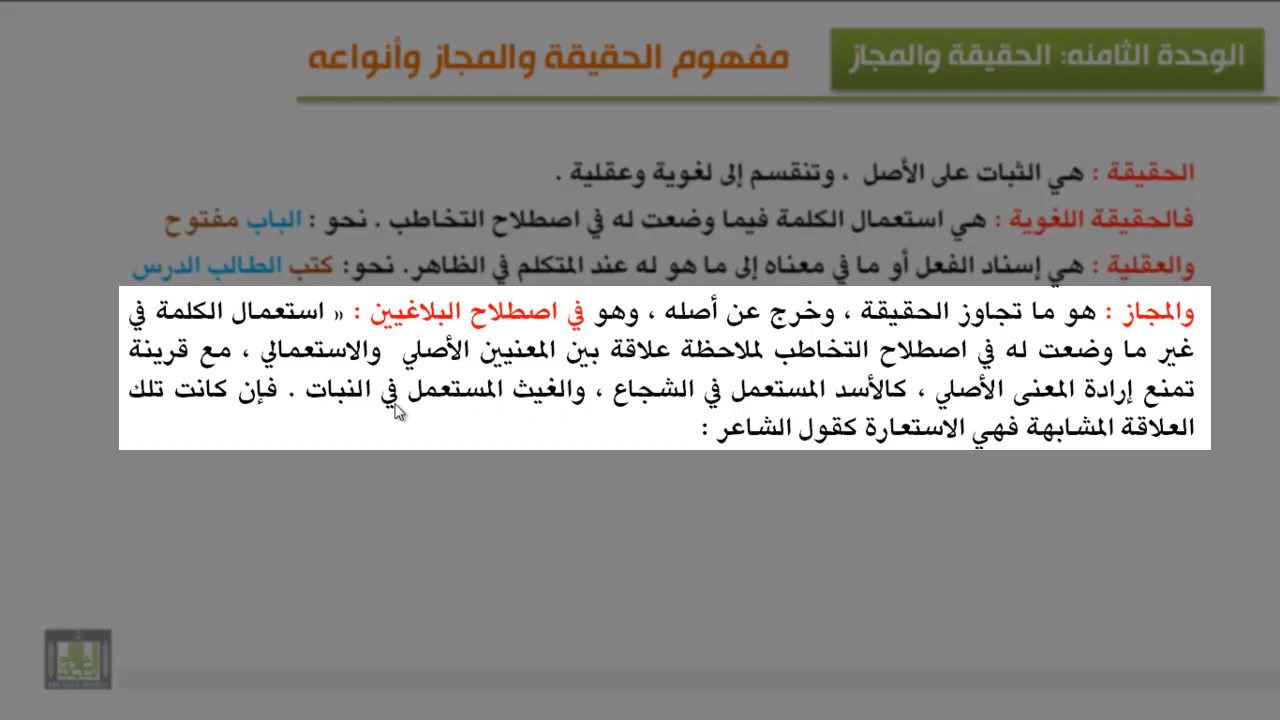 الوحدة الثامنه: الحقيقة والمجاز
مفهوم الحقيقة والمجاز وأنواعه
الحقيقة : هي الثبات على الأصل ، وتنقسم إلى لغوية وعقلية .
فالحقيقة اللغوية : هي استعمال الكلمة فيما وضعت له في اصطلاح التخاطب . نحو : الباب مفتوح
والعقلية : هي إسناد الفعل أو ما في معناه إلى ما هو له عند المتكلم في الظاهر. نحو: كتب الطالب الدرس
والمجاز : هو ما تجاوز الحقيقة ، وخرج عن أصله ، وهو في اصطلاح البلاغيين : « استعمال الكلمة في
غير ما وضعت له في اصطلاح التخاطب لملاحظة علاقة بين المعنيين الأصلي والاستعمالي ، مع قرينة
تمنع إرادة المعنى الأصلي ، كالأسد المستعمل في الشجاع ، والغيث المستعمل في النبات . فإن كانت تلك
العلاقة المشابهة فهي الاستعارة كقول الشاعر :